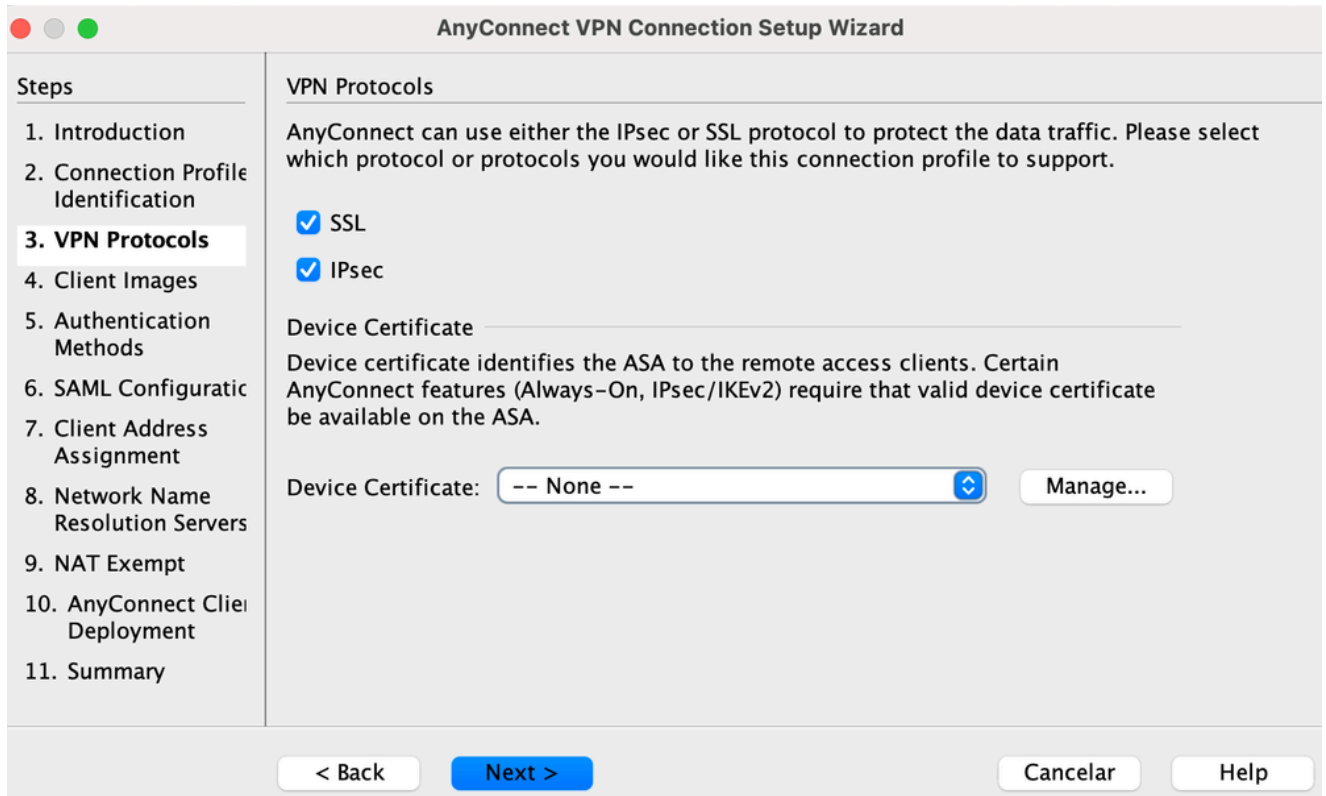 AnyConnect VPN Connection Setup Wizard
Steps
1. Introduction
2. Connection Profile
Identification
3. VPN Protocols
4. Client Images
5. Authentication
Methods
6. SAML Configuratic
7. Client Address
Assignment
8. Network Name
Resolution Servers
9. NAT Exempt
10. AnyConnect Clie
Deployment
11. Summary
VPN Protocols
AnyConnect can use either the IPsec or SSL protocol to protect the data traffic. Please select
which protocol or protocols you would like this connection profile to support.
SSL
IPsec
Device Certificate
Device certificate identifies the ASA to the remote access clients. Certain
AnyConnect features (Always-On, IPsec/IKEv2) require that valid device certificate
be available on the ASA.
Device Certificate: -- None -- Manage...
< Back Next > Cancelar Help